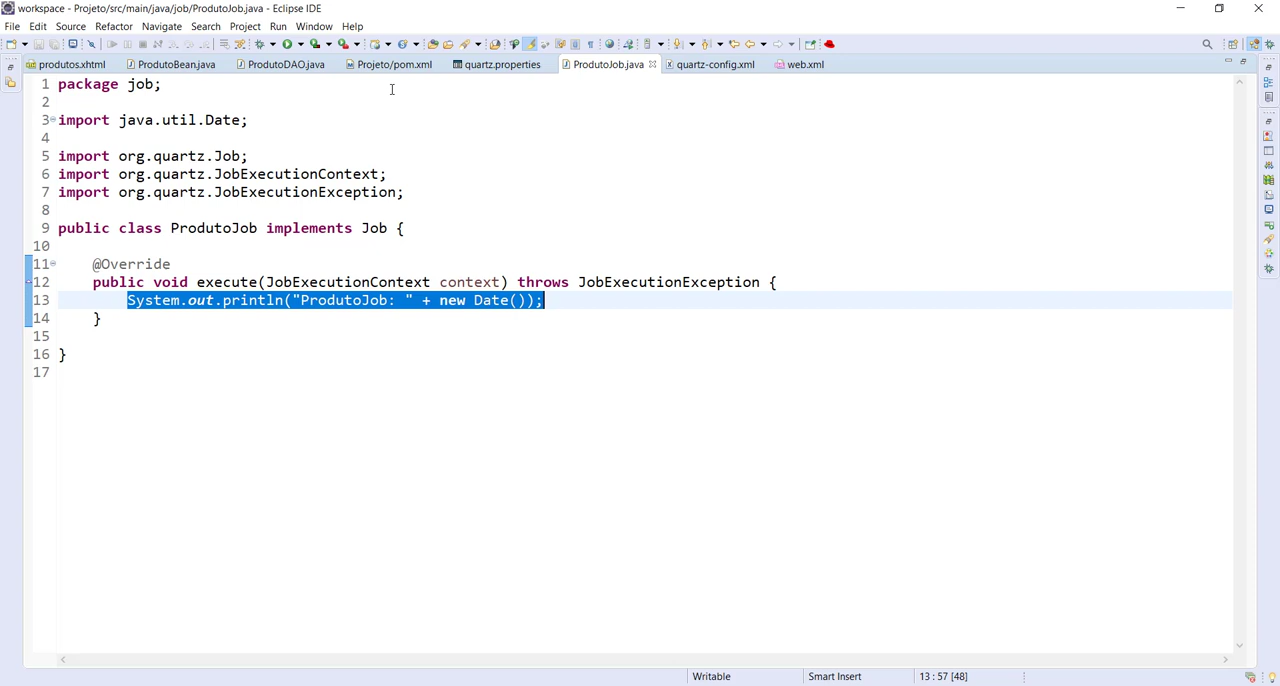 workspace - Projeto/src/main/java/job/ProdutoJob.java - Eclipse IDE
File Edit Source Refactor Navigate Search Project Run Window Help
produtos.xhtml ProdutoBean.java ProdutoDAO.java Projeto/pom.xml quartz.properties ProdutoJob.java quartz-config.xml web.xml
1 package job;
2
3 import java.util.Date;
4
5 import org.quartz.Job;
6 import org.quartz.JobExecutionContext;
7 import org.quartz.JobExecutionException;
8
9 public class ProdutoJob implements Job {
10
11 @Override
12 public void execute(JobExecutionContext context) throws JobExecutionException {
13 System.out.println("ProdutoJob: " + new Date());
14 }
15
16 }
17
Writable Smart Insert 13 : 57 [48]